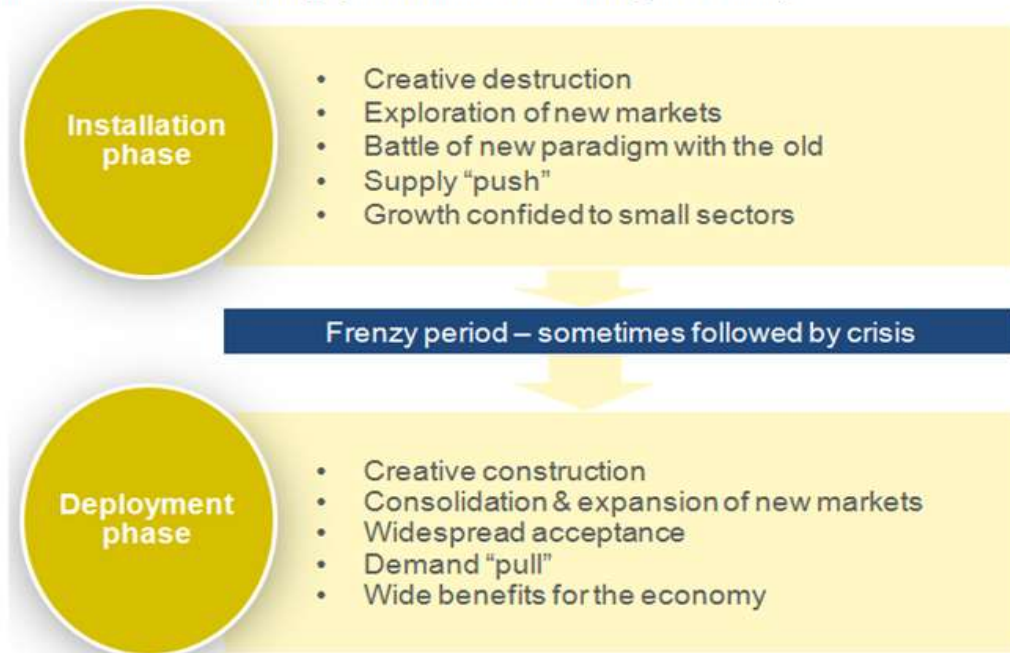 Installation
phase
• Creative destruction
• Exploration of new markets
• Battle of new paradigm with the old
• Supply “push”
• Growth confided to small sectors
Frenzy period – sometimes followed by crisis
Deployment
phase
• Creative construction
• Consolidation & expansion of new markets
• Widespread acceptance
• Demand “pull”
• Wide benefits for the economy